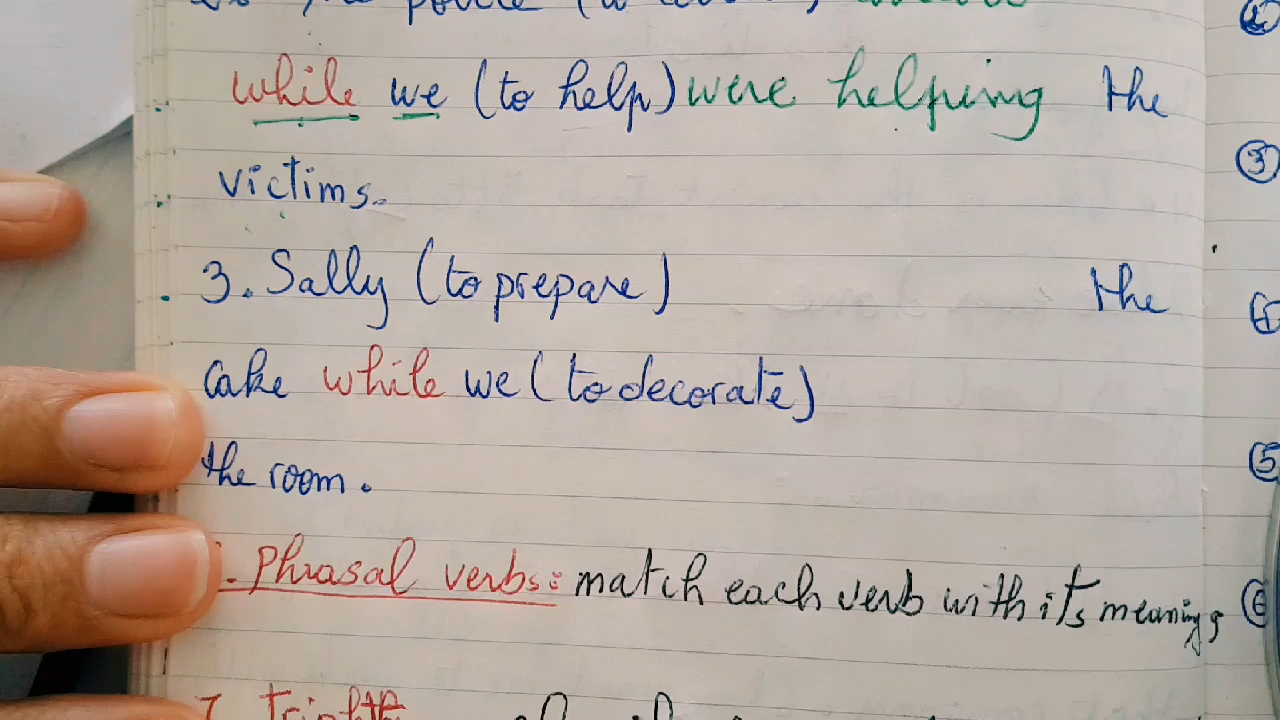 while we (to help) were helping the
victims.
3. Sally (to prepare) the
cake while we (to decorate)
the room.
. Phrasal verbs: match each verb with its meaning